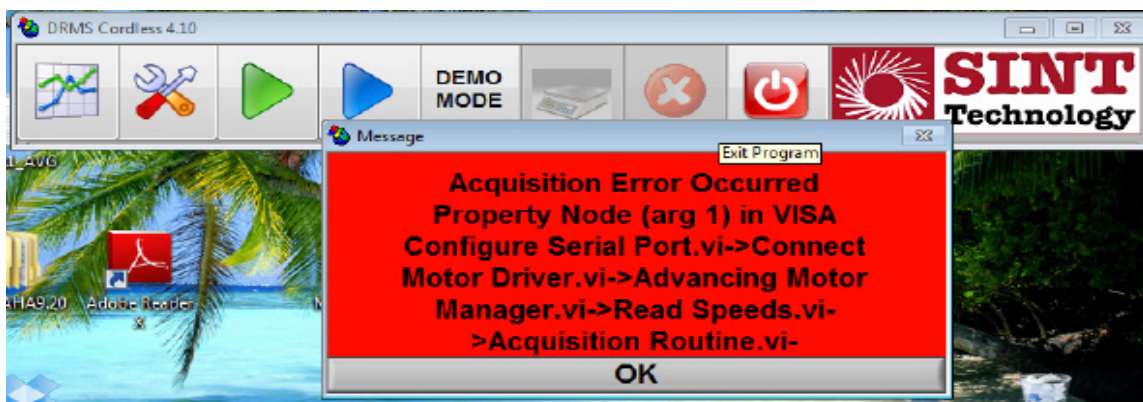 DRMS Cordless 4.10
DEMO
MODE
SINT
Technology
Message
Exit Program
1_AVG
Acquisition Error Occurred
Property Node (arg 1) in VISA
Configure Serial Port.vi->Connect
Motor Driver.vi->Advancing Motor
Manager.vi->Read Speeds.vi-
>Acquisition Routine.vi-
OK
AHA9.20
Adobe Reader
X